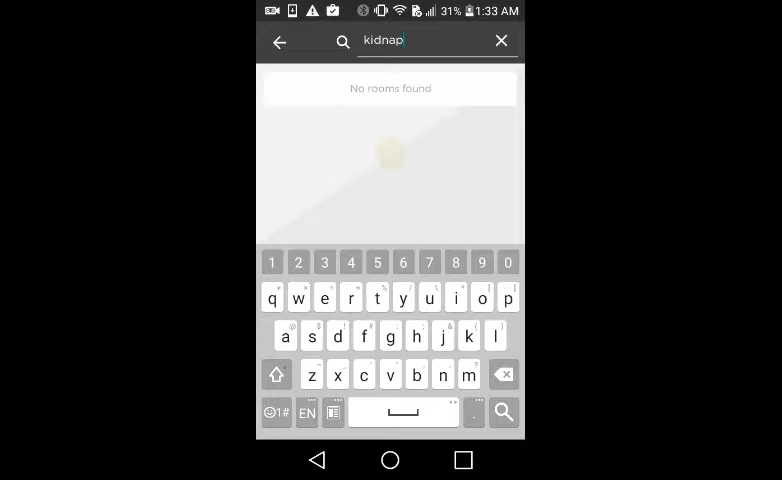 31% 1:33 AM
kidnap
No rooms found
1 2 3 4 5 6 7 8 9 0
q w e r t y u i o p
a s d f g h j k l
z x c v b n m
1# EN .